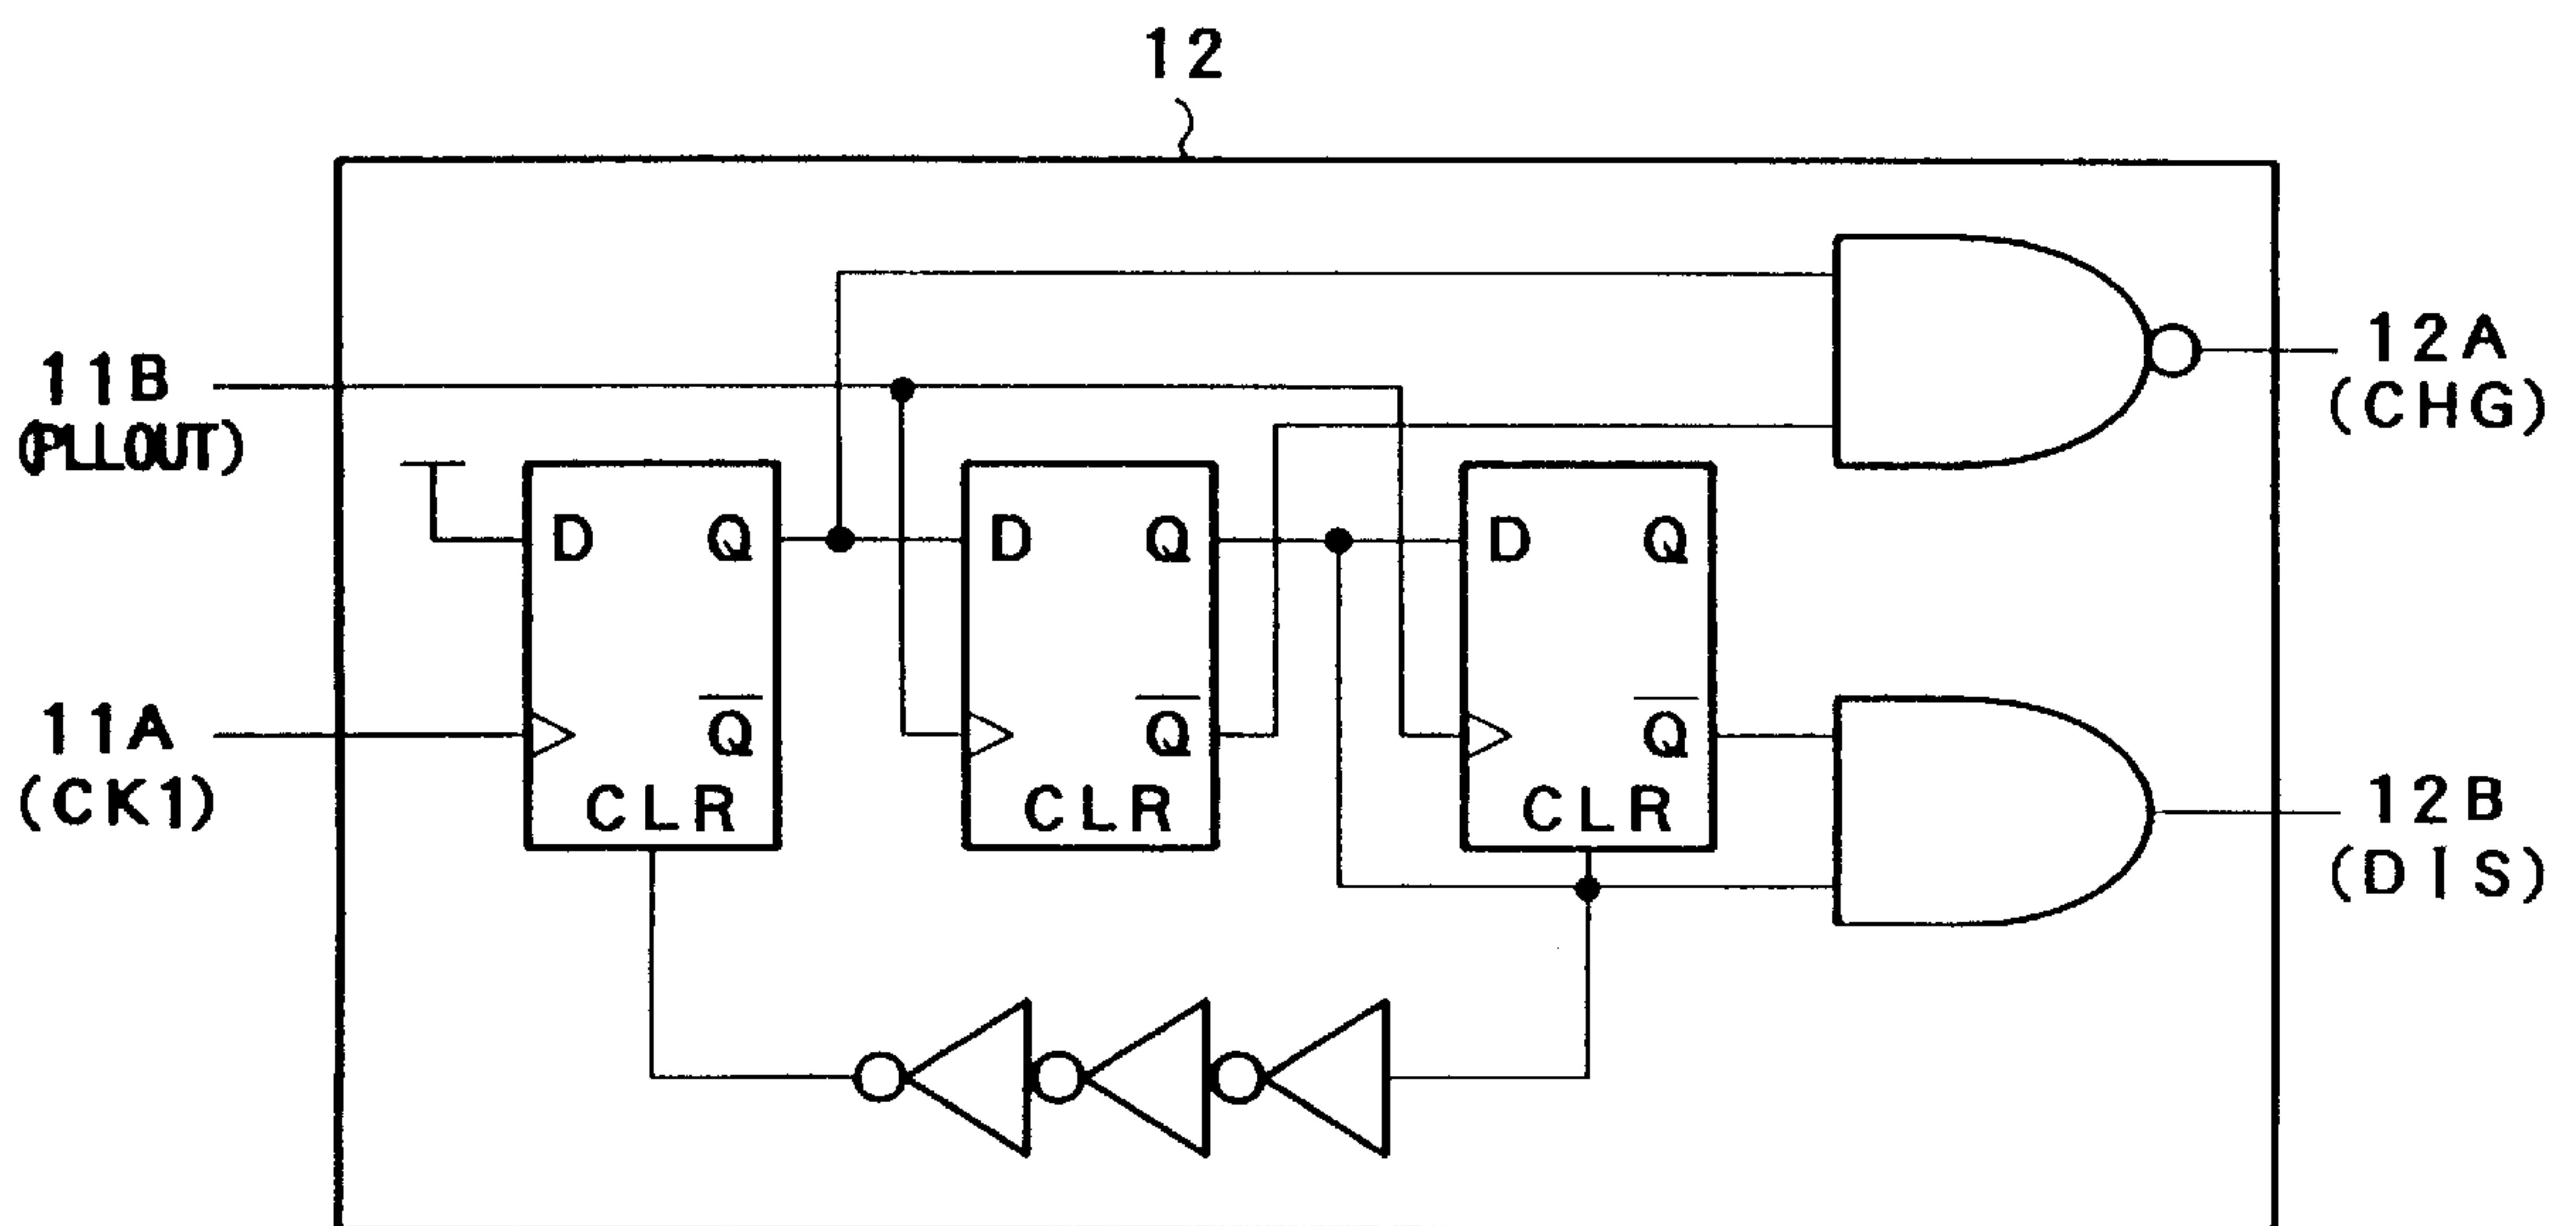 12
11B
(PLLOUT)
11A
(CK1)
D Q
Q̅
CLR
D Q
Q̅
CLR
D Q
Q̅
CLR
12A
(CHG)
12B
(DIS)